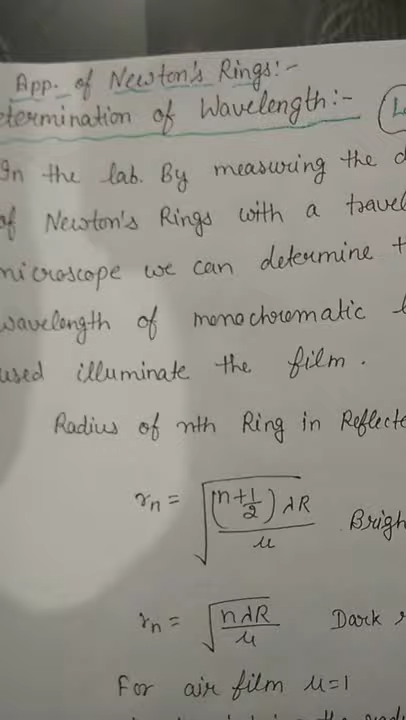 App. of Newton's Rings:-
etermination of Wavelength:-
In the lab. By measuring the d
of Newton's Rings with a travel
microscope we can determine t
wavelength of monochoromatic l
used illuminate the film.
Radius of nth Ring in Reflecte
rn = √((n+1/2) λR / μ) Brigh
rn = √(nλR / μ) Dark r
For air film μ=1